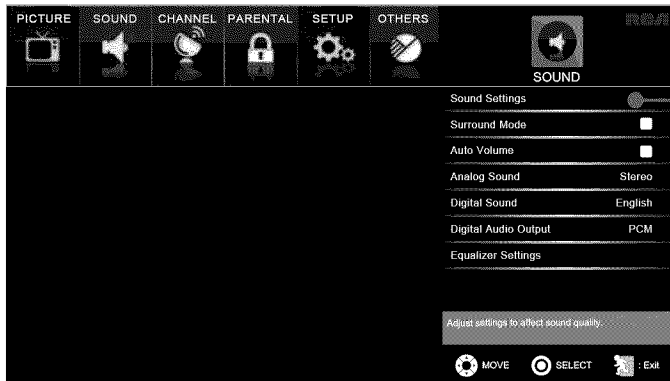 PICTURE SOUND CHANNEL PARENTAL SETUP OTHERS
RCA
SOUND
Sound Settings
Surround Mode
Auto Volume
Analog Sound Stereo
Digital Sound English
Digital Audio Output PCM
Equalizer Settings
Adjust settings to affect sound quality.
MOVE SELECT : Exit